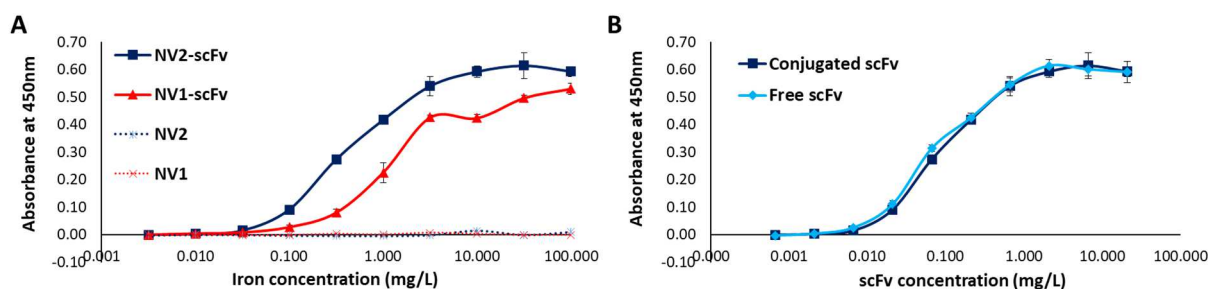 A
Absorbance at 450nm
0.70
0.60
0.50
0.40
0.30
0.20
0.10
0.00
-0.10
NV2-scFv
NV1-scFv
NV2
NV1
0.001 0.010 0.100 1.000 10.000 100.000
Iron concentration (mg/L)
B
Absorbance at 450nm
0.70
0.60
0.50
0.40
0.30
0.20
0.10
0.00
-0.10
Conjugated scFv
Free scFv
0.000 0.001 0.010 0.100 1.000 10.000 100.000
scFv concentration (mg/L)